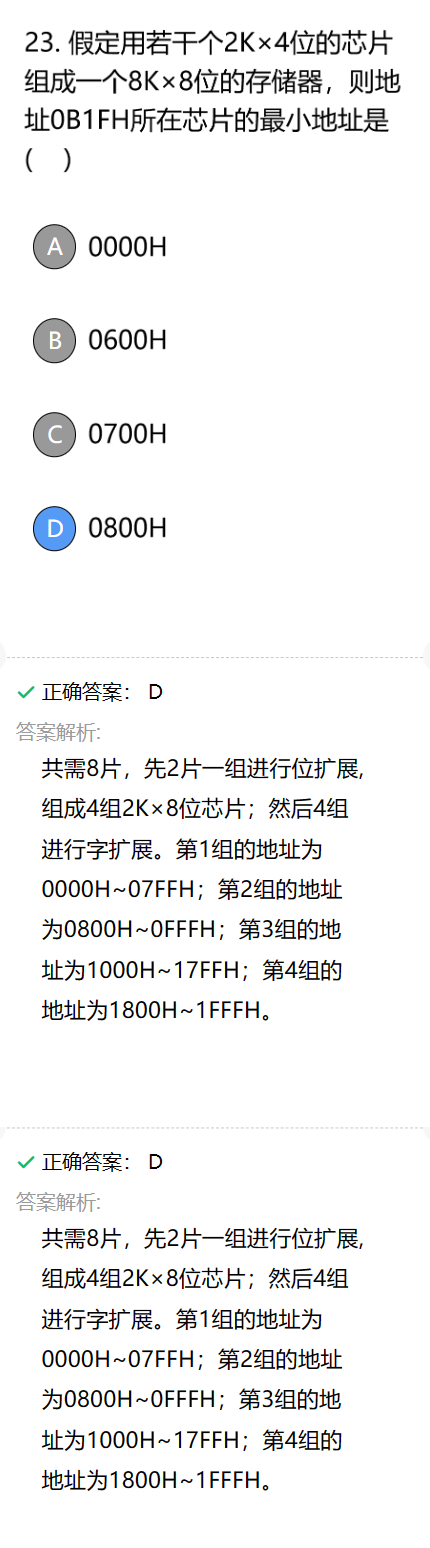 23. 假定用若干个2K×4位的芯片
组成一个8K×8位的存储器，则地
址0B1FH所在芯片的最小地址是
(    )
A 0000H
B 0600H
C 0700H
D 0800H
正确答案： D
答案解析:
共需8片，先2片一组进行位扩展,
组成4组2K×8位芯片；然后4组
进行字扩展。第1组的地址为
0000H~07FFH；第2组的地址
为0800H~0FFFH；第3组的地
址为1000H~17FFH；第4组的
地址为1800H~1FFFH。
正确答案： D
答案解析:
共需8片，先2片一组进行位扩展,
组成4组2K×8位芯片；然后4组
进行字扩展。第1组的地址为
0000H~07FFH；第2组的地址
为0800H~0FFFH；第3组的地
址为1000H~17FFH；第4组的
地址为1800H~1FFFH。